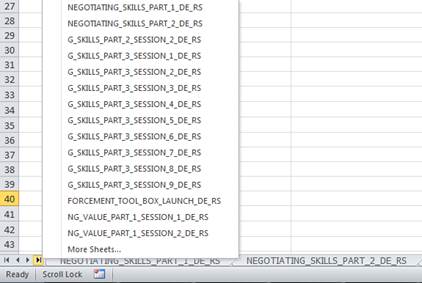 27
28
29
30
31
32
33
34
35
36
37
38
39
40
41
42
43
NEGOTIATING_SKILLS_PART_1_DE_RS
NEGOTIATING_SKILLS_PART_2_DE_RS
G_SKILLS_PART_2_SESSION_2_DE_RS
G_SKILLS_PART_3_SESSION_1_DE_RS
G_SKILLS_PART_3_SESSION_2_DE_RS
G_SKILLS_PART_3_SESSION_3_DE_RS
G_SKILLS_PART_3_SESSION_4_DE_RS
G_SKILLS_PART_3_SESSION_5_DE_RS
G_SKILLS_PART_3_SESSION_6_DE_RS
G_SKILLS_PART_3_SESSION_7_DE_RS
G_SKILLS_PART_3_SESSION_8_DE_RS
G_SKILLS_PART_3_SESSION_9_DE_RS
FORCEMENT_TOOL_BOX_LAUNCH_DE_RS
NG_VALUE_PART_1_SESSION_1_DE_RS
NG_VALUE_PART_1_SESSION_2_DE_RS
More Sheets...
NEGOTIATING_SKILLS_PART_1_DE_RS NEGOTIATING_SKILLS_PART_2_DE_RS
Ready Scroll Lock